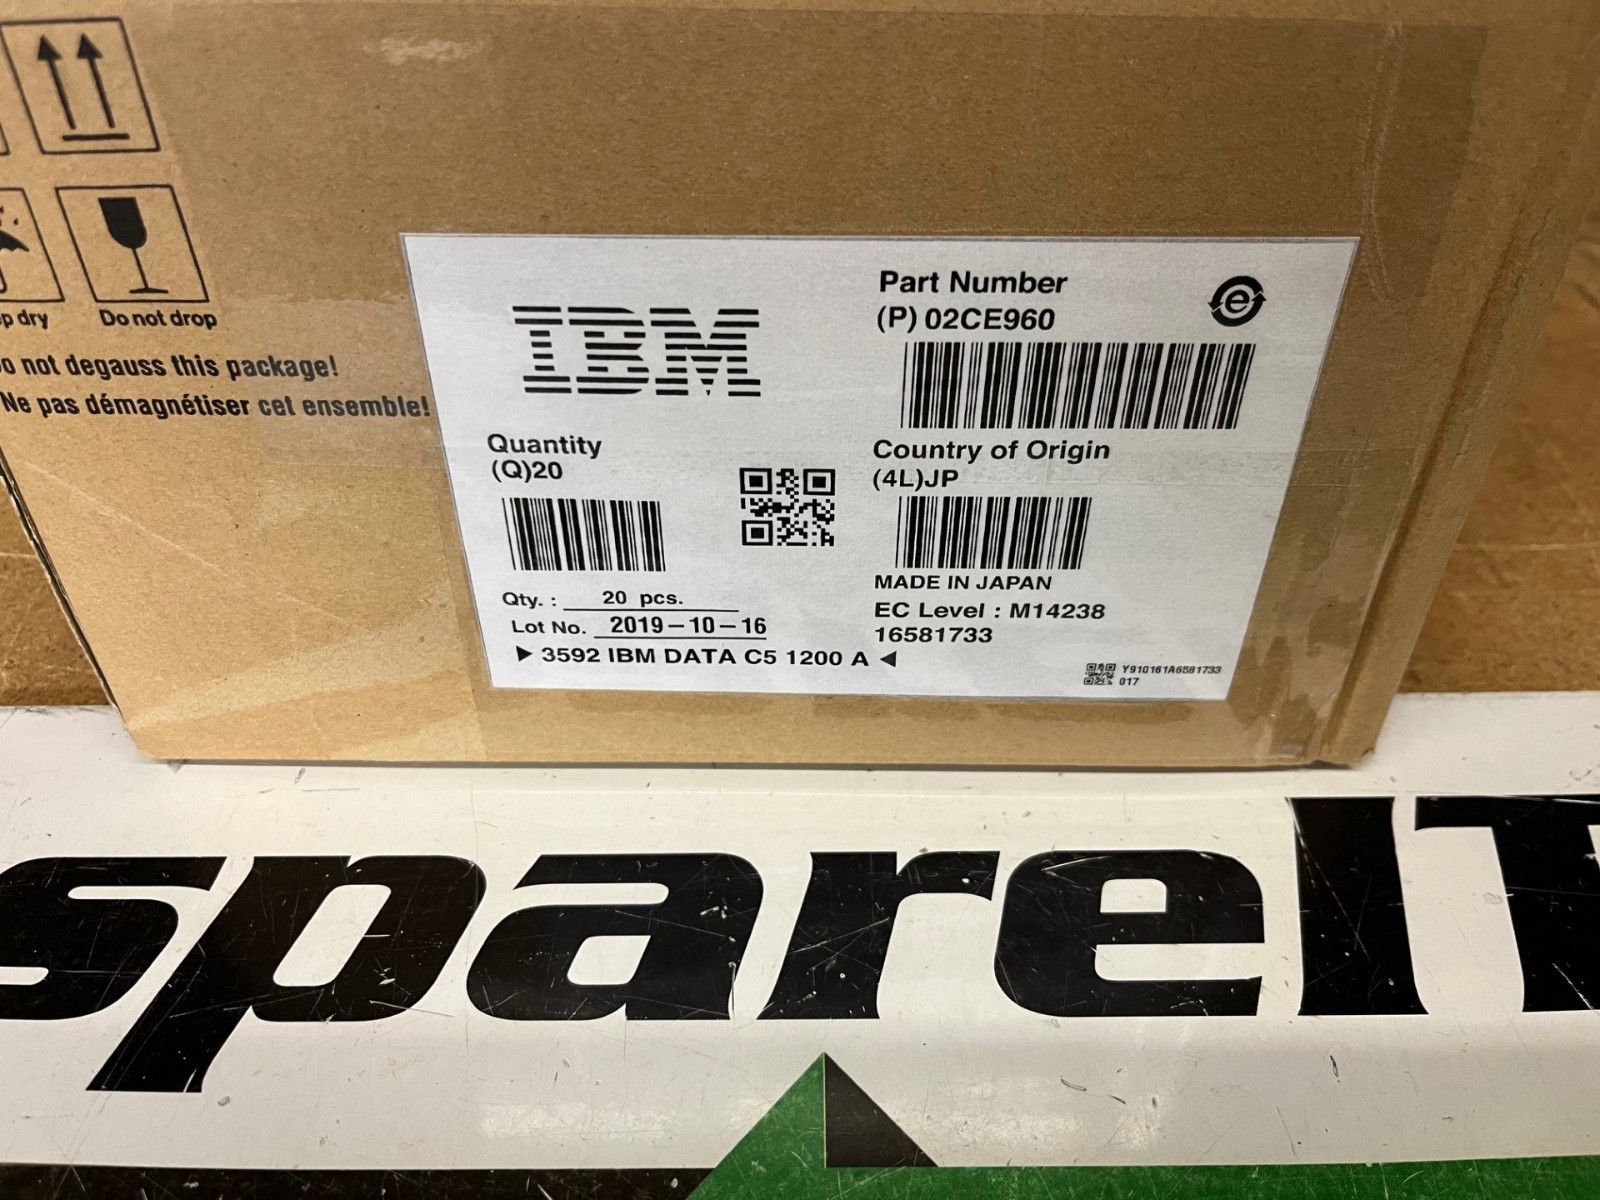 p dry
Do not drop
o not degauss this package!
Ne pas démagnétiser cet ensemble!
IBM
Part Number
(P) 02CE960
e
Quantity
(Q)20
Country of Origin
(4L)JP
MADE IN JAPAN
Qty. : 20 pcs.
Lot No. 2019-10-16
EC Level : M14238
16581733
▶ 3592 IBM DATA C5 1200 A ◀
Y910161A6581733
017
spareIT